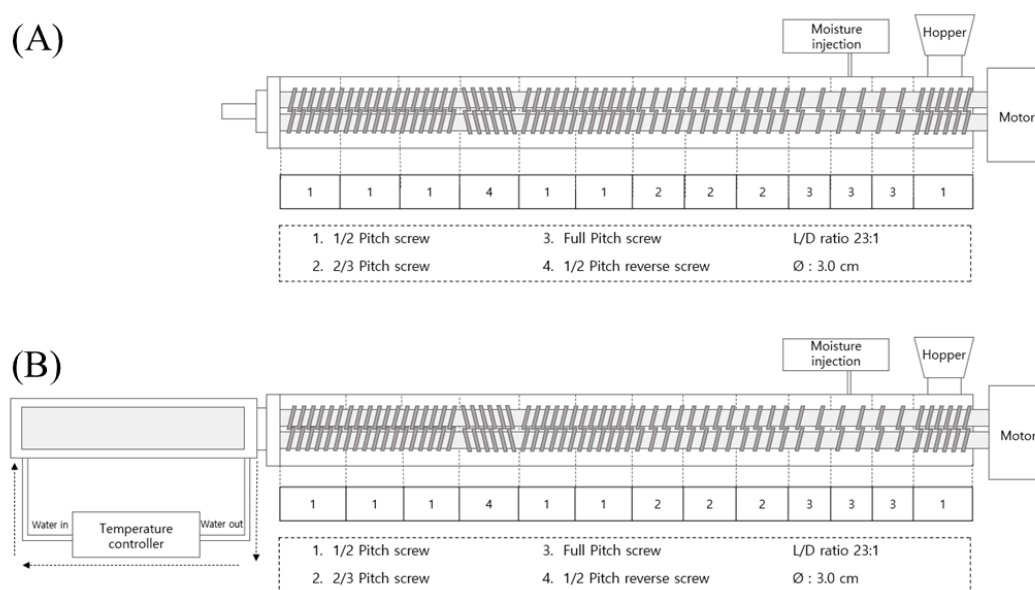 (A)
Moisture
injection
Hopper
Motor
1 1 1 4 1 1 2 2 2 3 3 3 1
1. 1/2 Pitch screw 3. Full Pitch screw L/D ratio 23:1
2. 2/3 Pitch screw 4. 1/2 Pitch reverse screw Ø : 3.0 cm
(B)
Moisture
injection
Hopper
Motor
1 1 1 4 1 1 2 2 2 3 3 3 1
Water in
Temperature
controller
Water out
1. 1/2 Pitch screw 3. Full Pitch screw L/D ratio 23:1
2. 2/3 Pitch screw 4. 1/2 Pitch reverse screw Ø : 3.0 cm